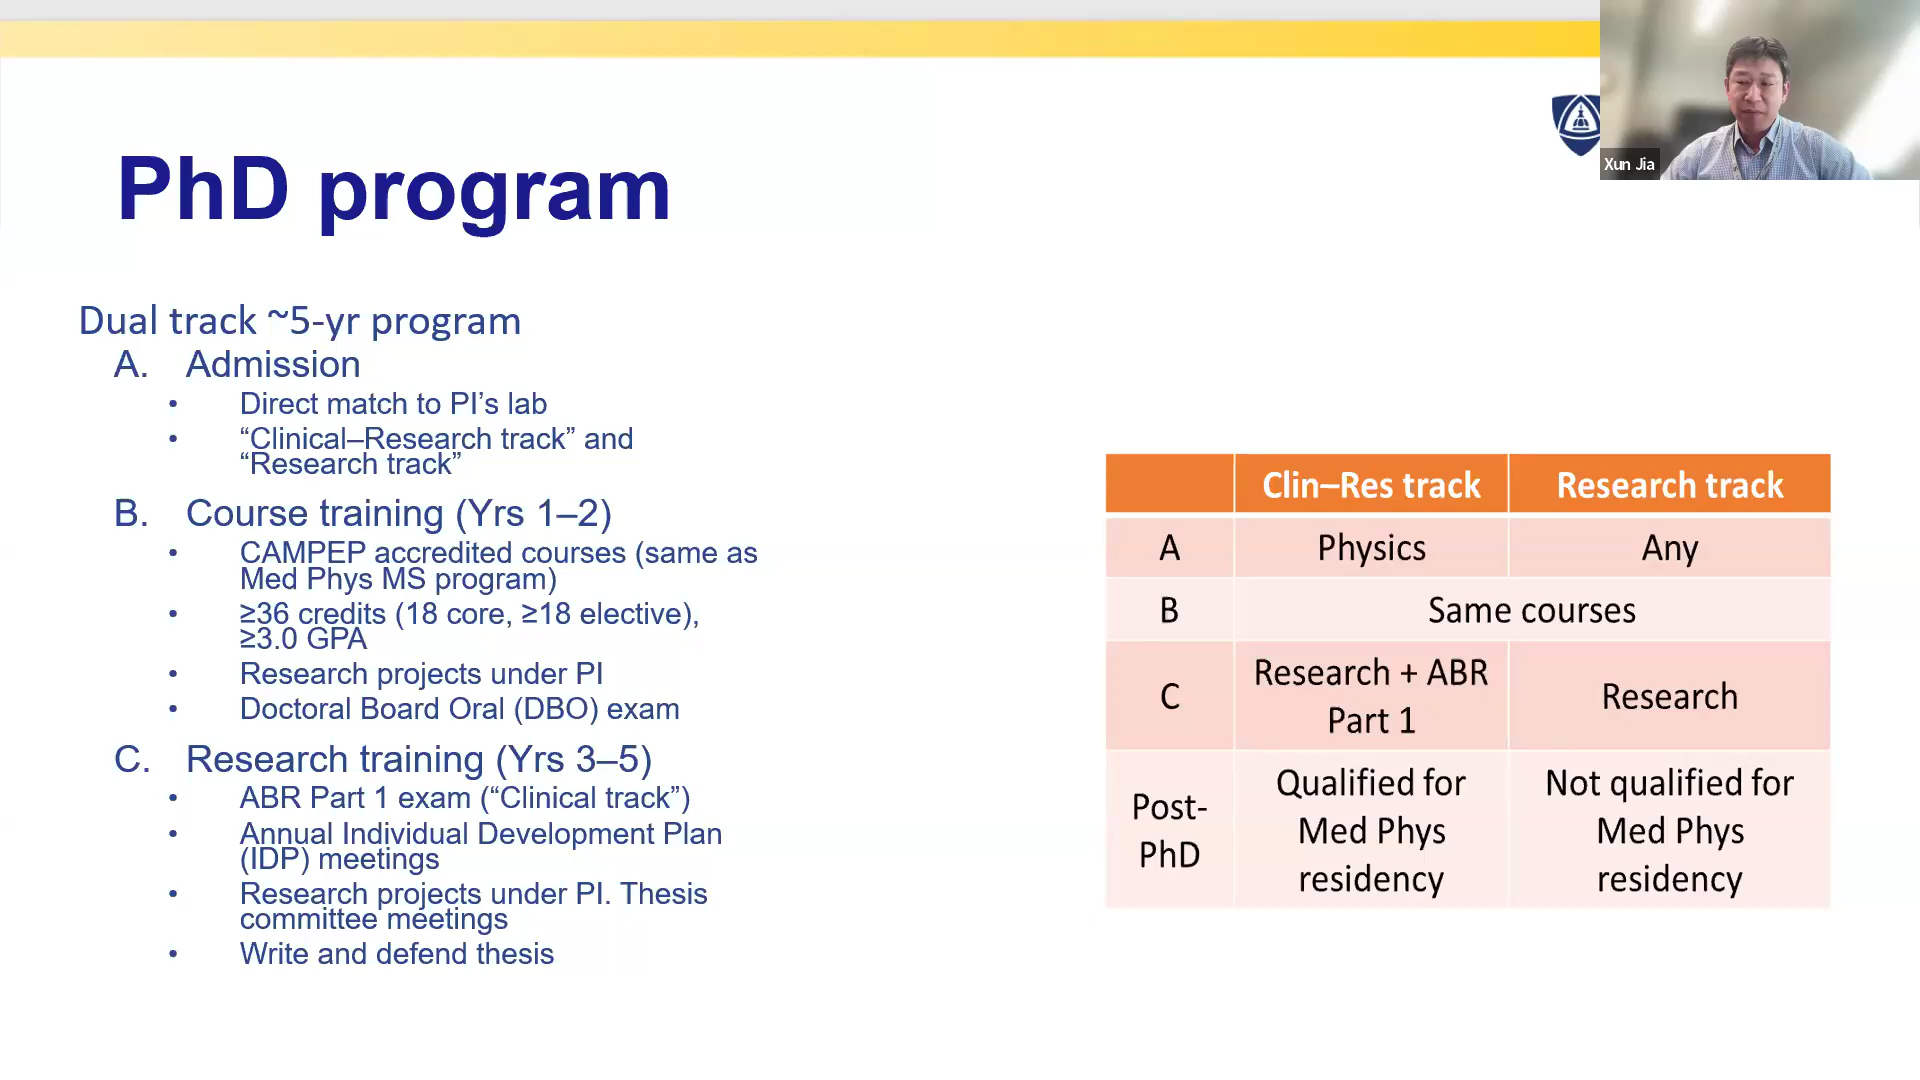 PhD program
Xun Jia
Dual track ~5-yr program
A. Admission
• Direct match to PI’s lab
• “Clinical–Research track” and
“Research track”
B. Course training (Yrs 1–2)
• CAMPEP accredited courses (same as
Med Phys MS program)
• ≥36 credits (18 core, ≥18 elective),
≥3.0 GPA
• Research projects under PI
• Doctoral Board Oral (DBO) exam
C. Research training (Yrs 3–5)
• ABR Part 1 exam (“Clinical track”)
• Annual Individual Development Plan
(IDP) meetings
• Research projects under PI. Thesis
committee meetings
• Write and defend thesis
Clin–Res track Research track
A Physics Any
B Same courses
C Research + ABR
Part 1 Research
Post-
PhD
Qualified for
Med Phys
residency
Not qualified for
Med Phys
residency